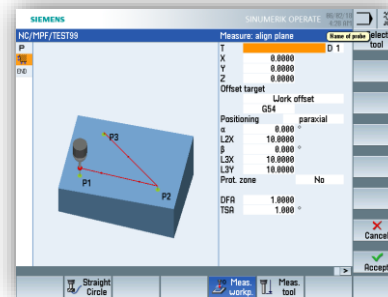 SIEMENS
SINUMERIK OPERATE
NC/MPF/TEST99
Measure: align plane
Name of probe
Select tool
P
T D 1
X 0.0000
Y 0.0000
Z 0.0000
Offset target
Work offset
G54
Positioning paraxial
α 0.000 °
L2X 10.0000
β 0.000 °
L3X 10.0000
L3Y 10.0000
Prot. zone No
DFA 1.0000
TSA 1.000 °
END
P3
P1
P2
Cancel
Accept
>
Straight Circle
Meas. workp.
Meas. tool